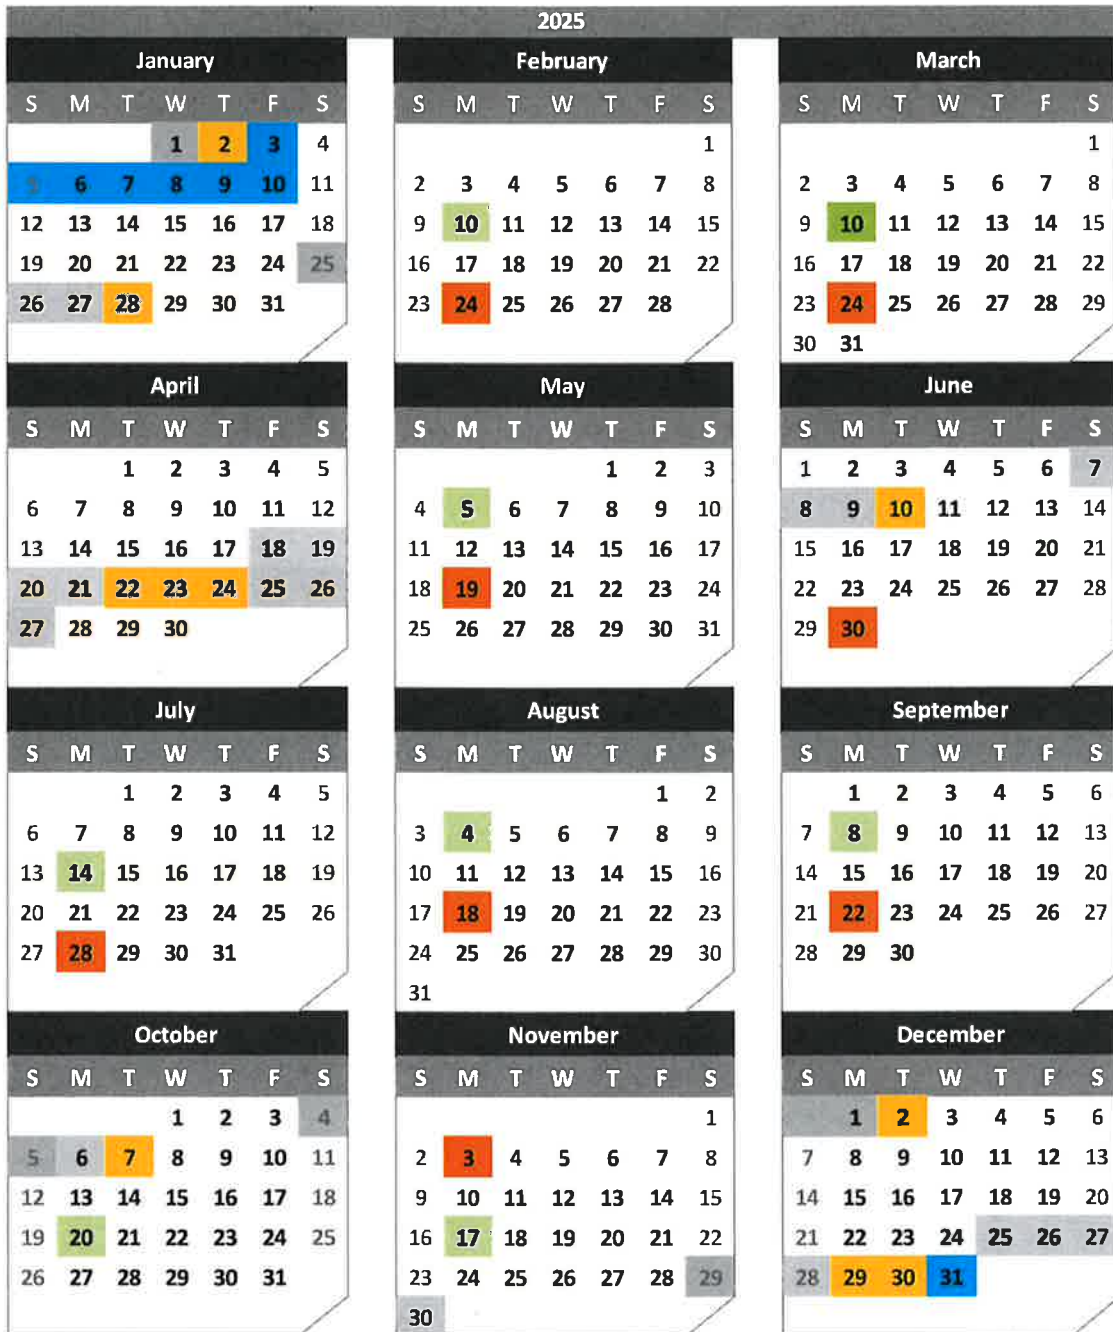 2025
January
S M T W T F S
1 2 3 4
5 6 7 8 9 10 11
12 13 14 15 16 17 18
19 20 21 22 23 24 25
26 27 28 29 30 31
February
S M T W T F S
1
2 3 4 5 6 7 8
9 10 11 12 13 14 15
16 17 18 19 20 21 22
23 24 25 26 27 28
March
S M T W T F S
1
2 3 4 5 6 7 8
9 10 11 12 13 14 15
16 17 18 19 20 21 22
23 24 25 26 27 28 29
30 31
April
S M T W T F S
1 2 3 4 5
6 7 8 9 10 11 12
13 14 15 16 17 18 19
20 21 22 23 24 25 26
27 28 29 30
May
S M T W T F S
1 2 3
4 5 6 7 8 9 10
11 12 13 14 15 16 17
18 19 20 21 22 23 24
25 26 27 28 29 30 31
June
S M T W T F S
1 2 3 4 5 6 7
8 9 10 11 12 13 14
15 16 17 18 19 20 21
22 23 24 25 26 27 28
29 30
July
S M T W T F S
1 2 3 4 5
6 7 8 9 10 11 12
13 14 15 16 17 18 19
20 21 22 23 24 25 26
27 28 29 30 31
August
S M T W T F S
1 2
3 4 5 6 7 8 9
10 11 12 13 14 15 16
17 18 19 20 21 22 23
24 25 26 27 28 29 30
31
September
S M T W T F S
1 2 3 4 5 6
7 8 9 10 11 12 13
14 15 16 17 18 19 20
21 22 23 24 25 26 27
28 29 30
October
S M T W T F S
1 2 3 4
5 6 7 8 9 10 11
12 13 14 15 16 17 18
19 20 21 22 23 24 25
26 27 28 29 30 31
November
S M T W T F S
1
2 3 4 5 6 7 8
9 10 11 12 13 14 15
16 17 18 19 20 21 22
23 24 25 26 27 28 29
30
December
S M T W T F S
1 2 3 4 5 6
7 8 9 10 11 12 13
14 15 16 17 18 19 20
21 22 23 24 25 26 27
28 29 30 31